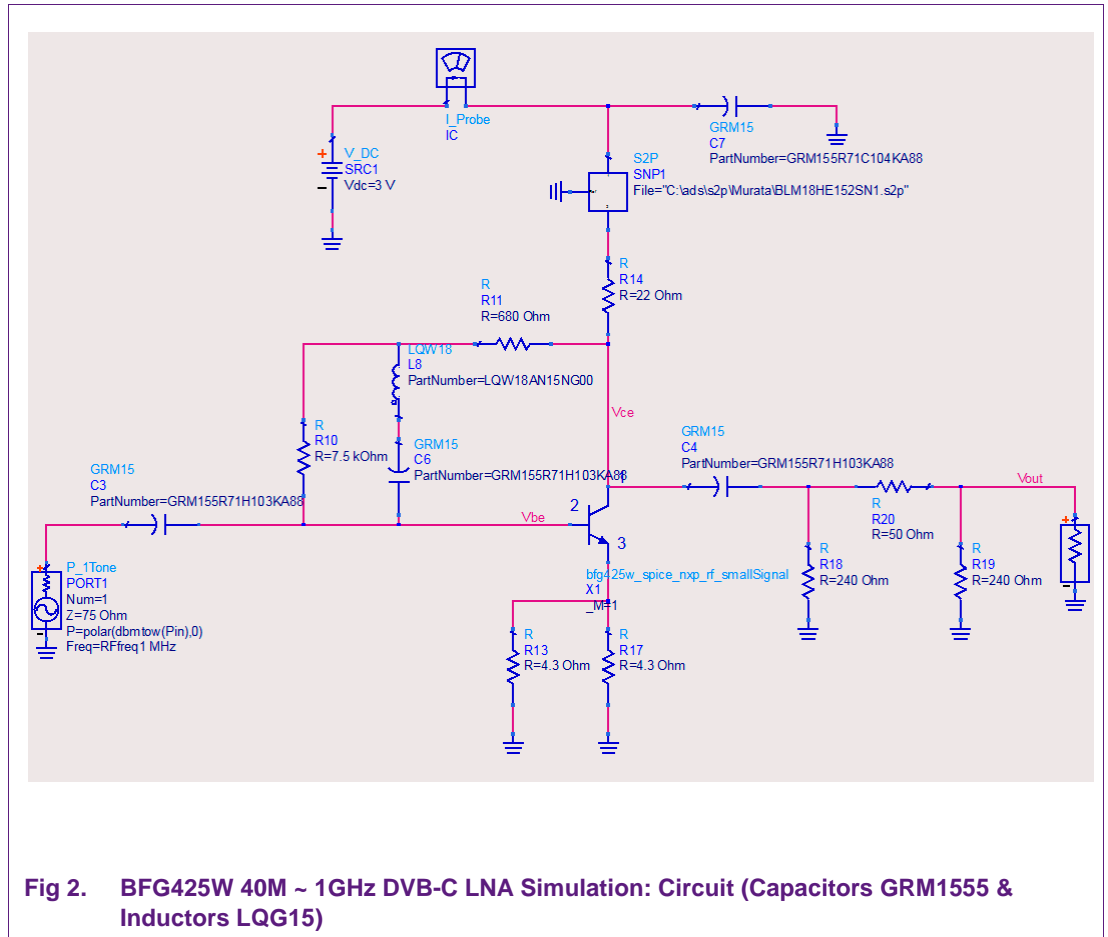 I_Probe
IC
V_DC
SRC1
Vdc=3 V
+
-
GRM15
C7
PartNumber=GRM155R71C104KA88
S2P
SNP1
File="C:\ads\s2p\Murata\BLM18HE152SN1.s2p"
R
R14
R=22 Ohm
R
R11
R=680 Ohm
LQW18
L8
PartNumber=LQW18AN15NG00
R
R10
R=7.5 kOhm
GRM15
C6
PartNumber=GRM155R71H103KA88
GRM15
C3
PartNumber=GRM155R71H103KA88
Vce
GRM15
C4
PartNumber=GRM155R71H103KA88
1
2
3
Vbe
Vout
R
R20
R=50 Ohm
R
R18
R=240 Ohm
R
R19
R=240 Ohm
+
-
bfg425w_spice_nxp_rf_smallSignal
X1
_M=1
+
-
P_1Tone
PORT1
Num=1
Z=75 Ohm
P=polar(dbmtow(Pin),0)
Freq=RFfreq1 MHz
R
R13
R=4.3 Ohm
R
R17
R=4.3 Ohm
Fig 2. BFG425W 40M ~ 1GHz DVB-C LNA Simulation: Circuit (Capacitors GRM1555 &
Inductors LQG15)